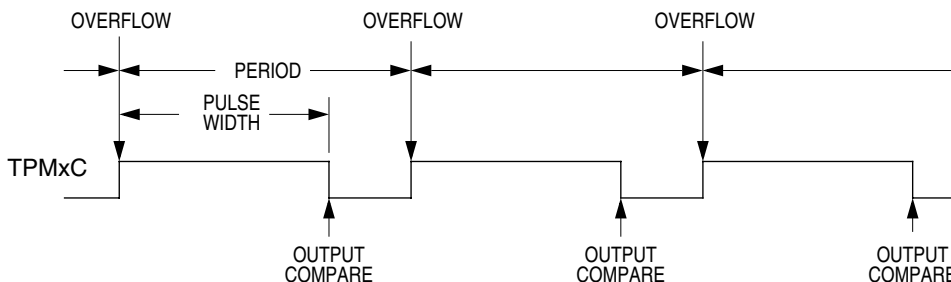 OVERFLOW OVERFLOW OVERFLOW
PERIOD
PULSE
WIDTH
TPMxC
OUTPUT
COMPARE
OUTPUT
COMPARE
OUTPUT
COMPARE